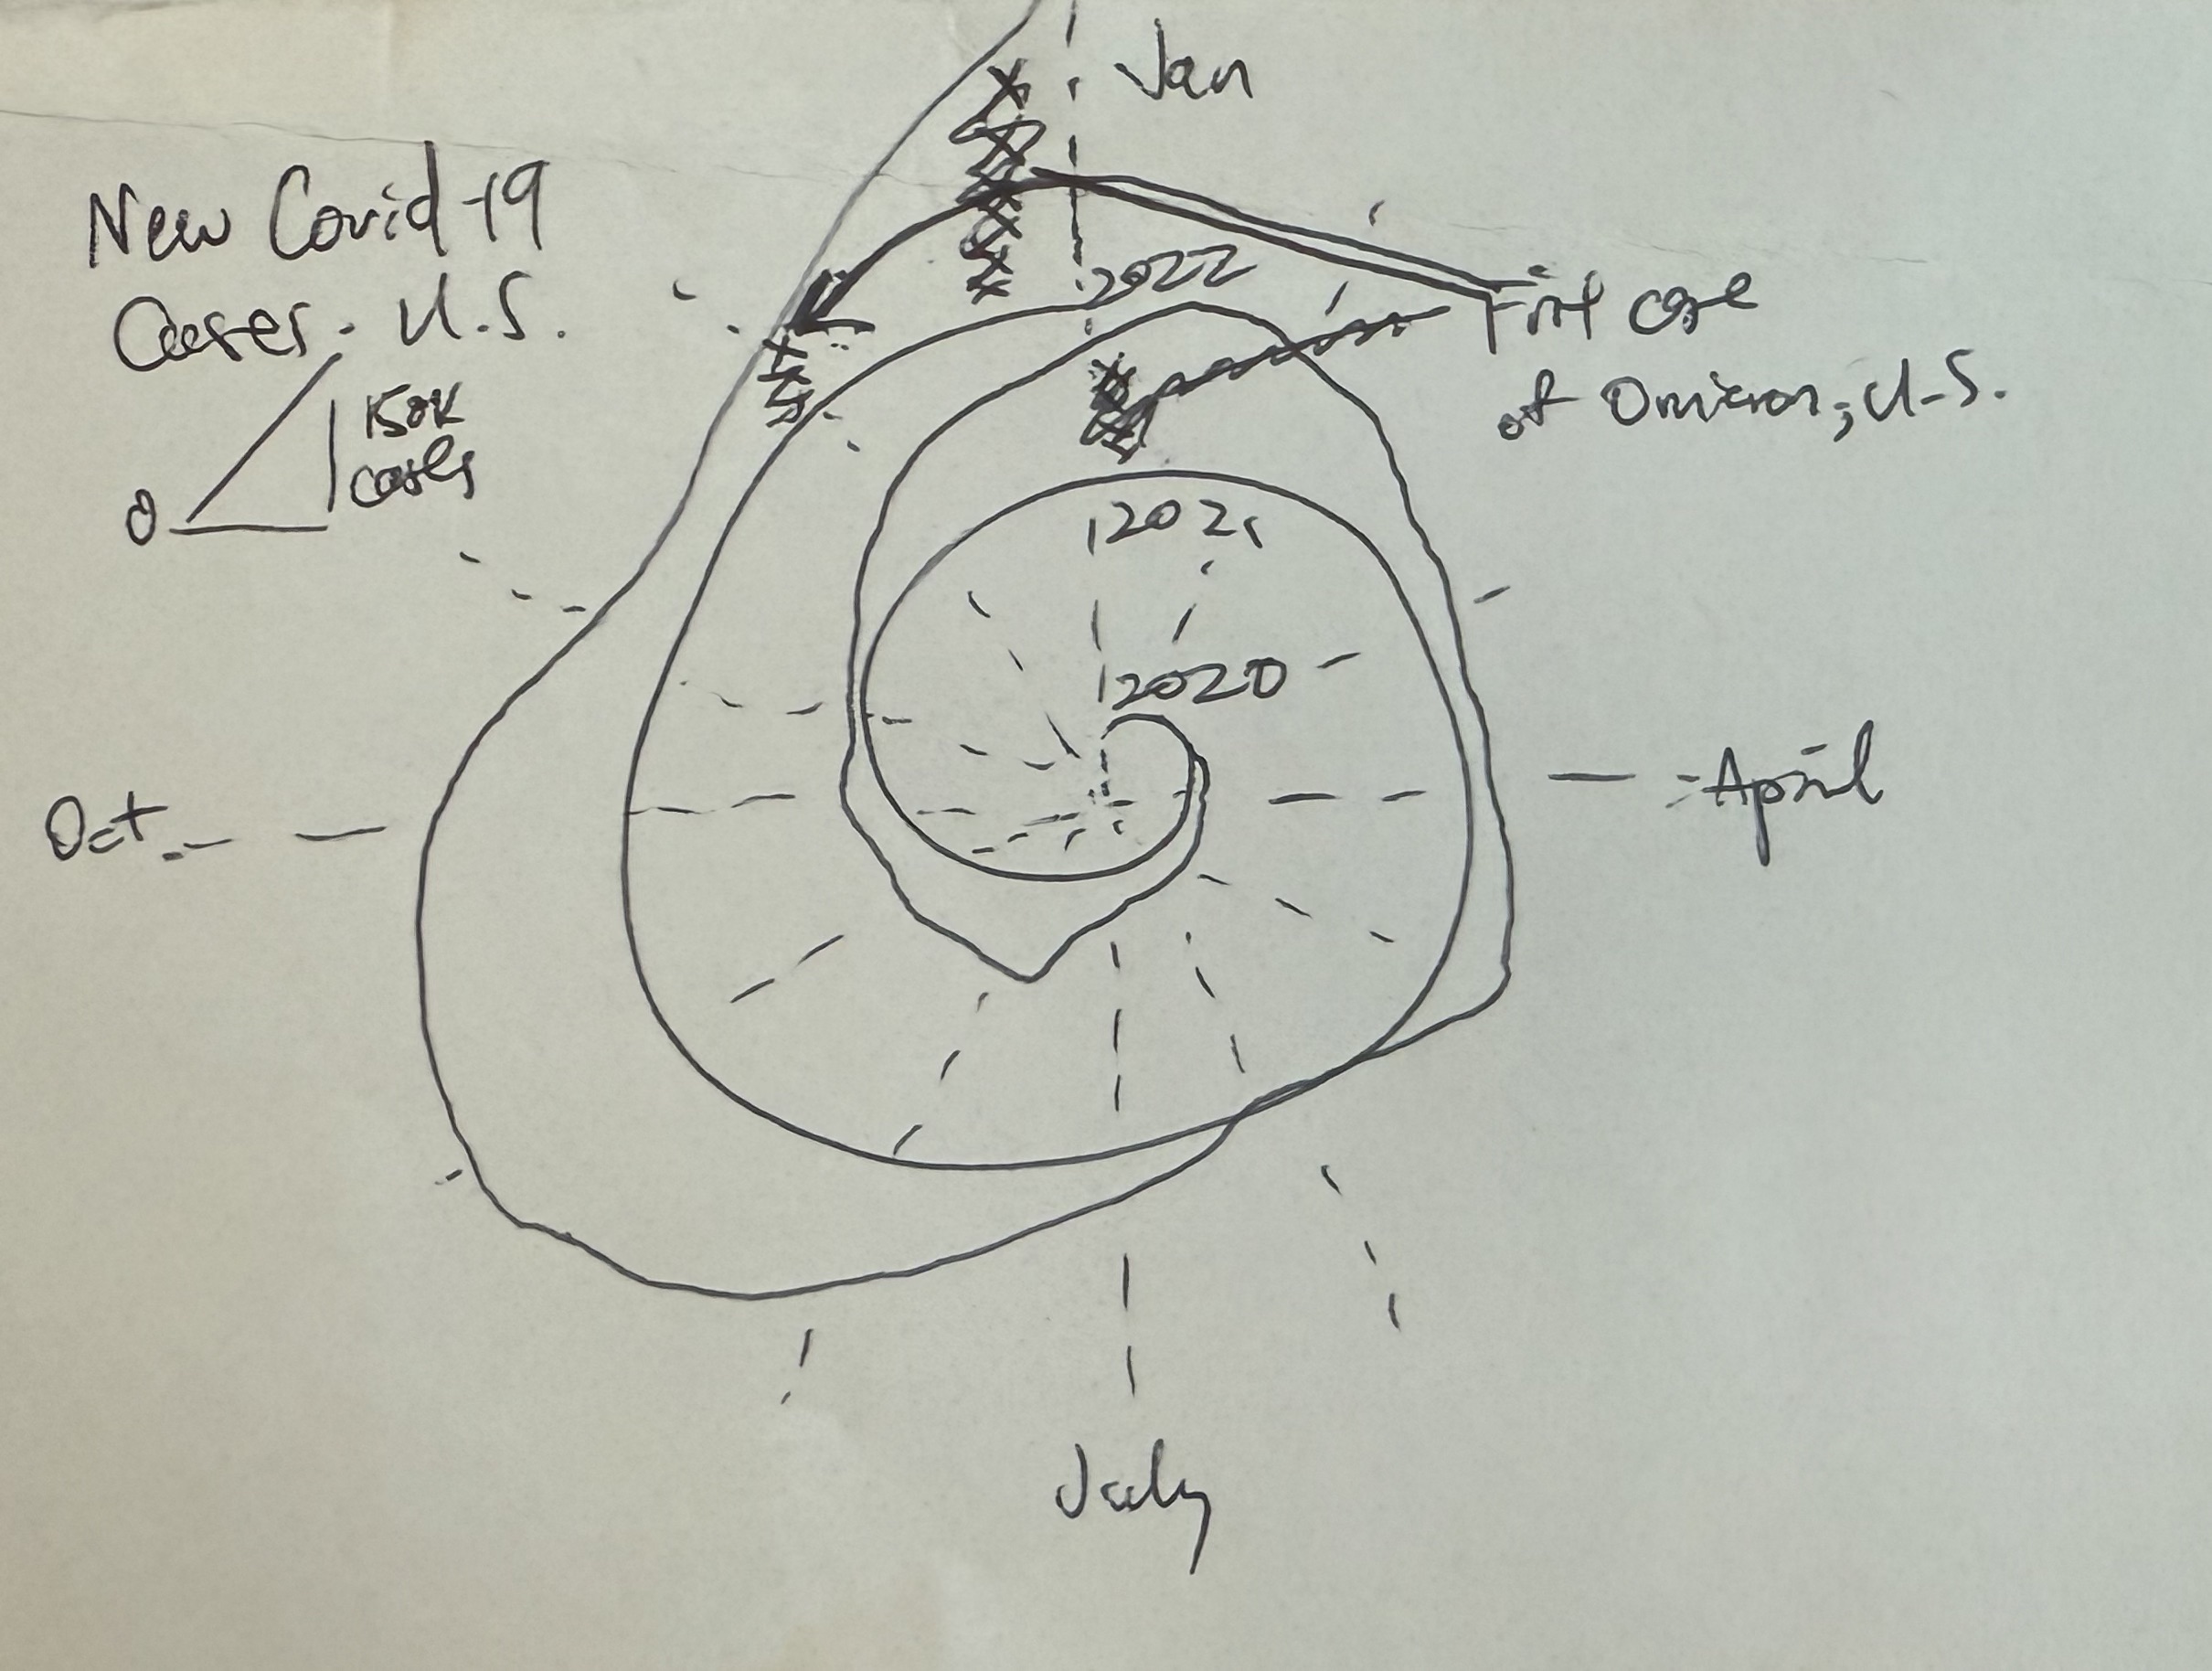 Jan
New Covid-19
Cases. U.S.
150K
cases
0
2022
First case
of Omicron, U.S.
2021
2020
April
Oct
July